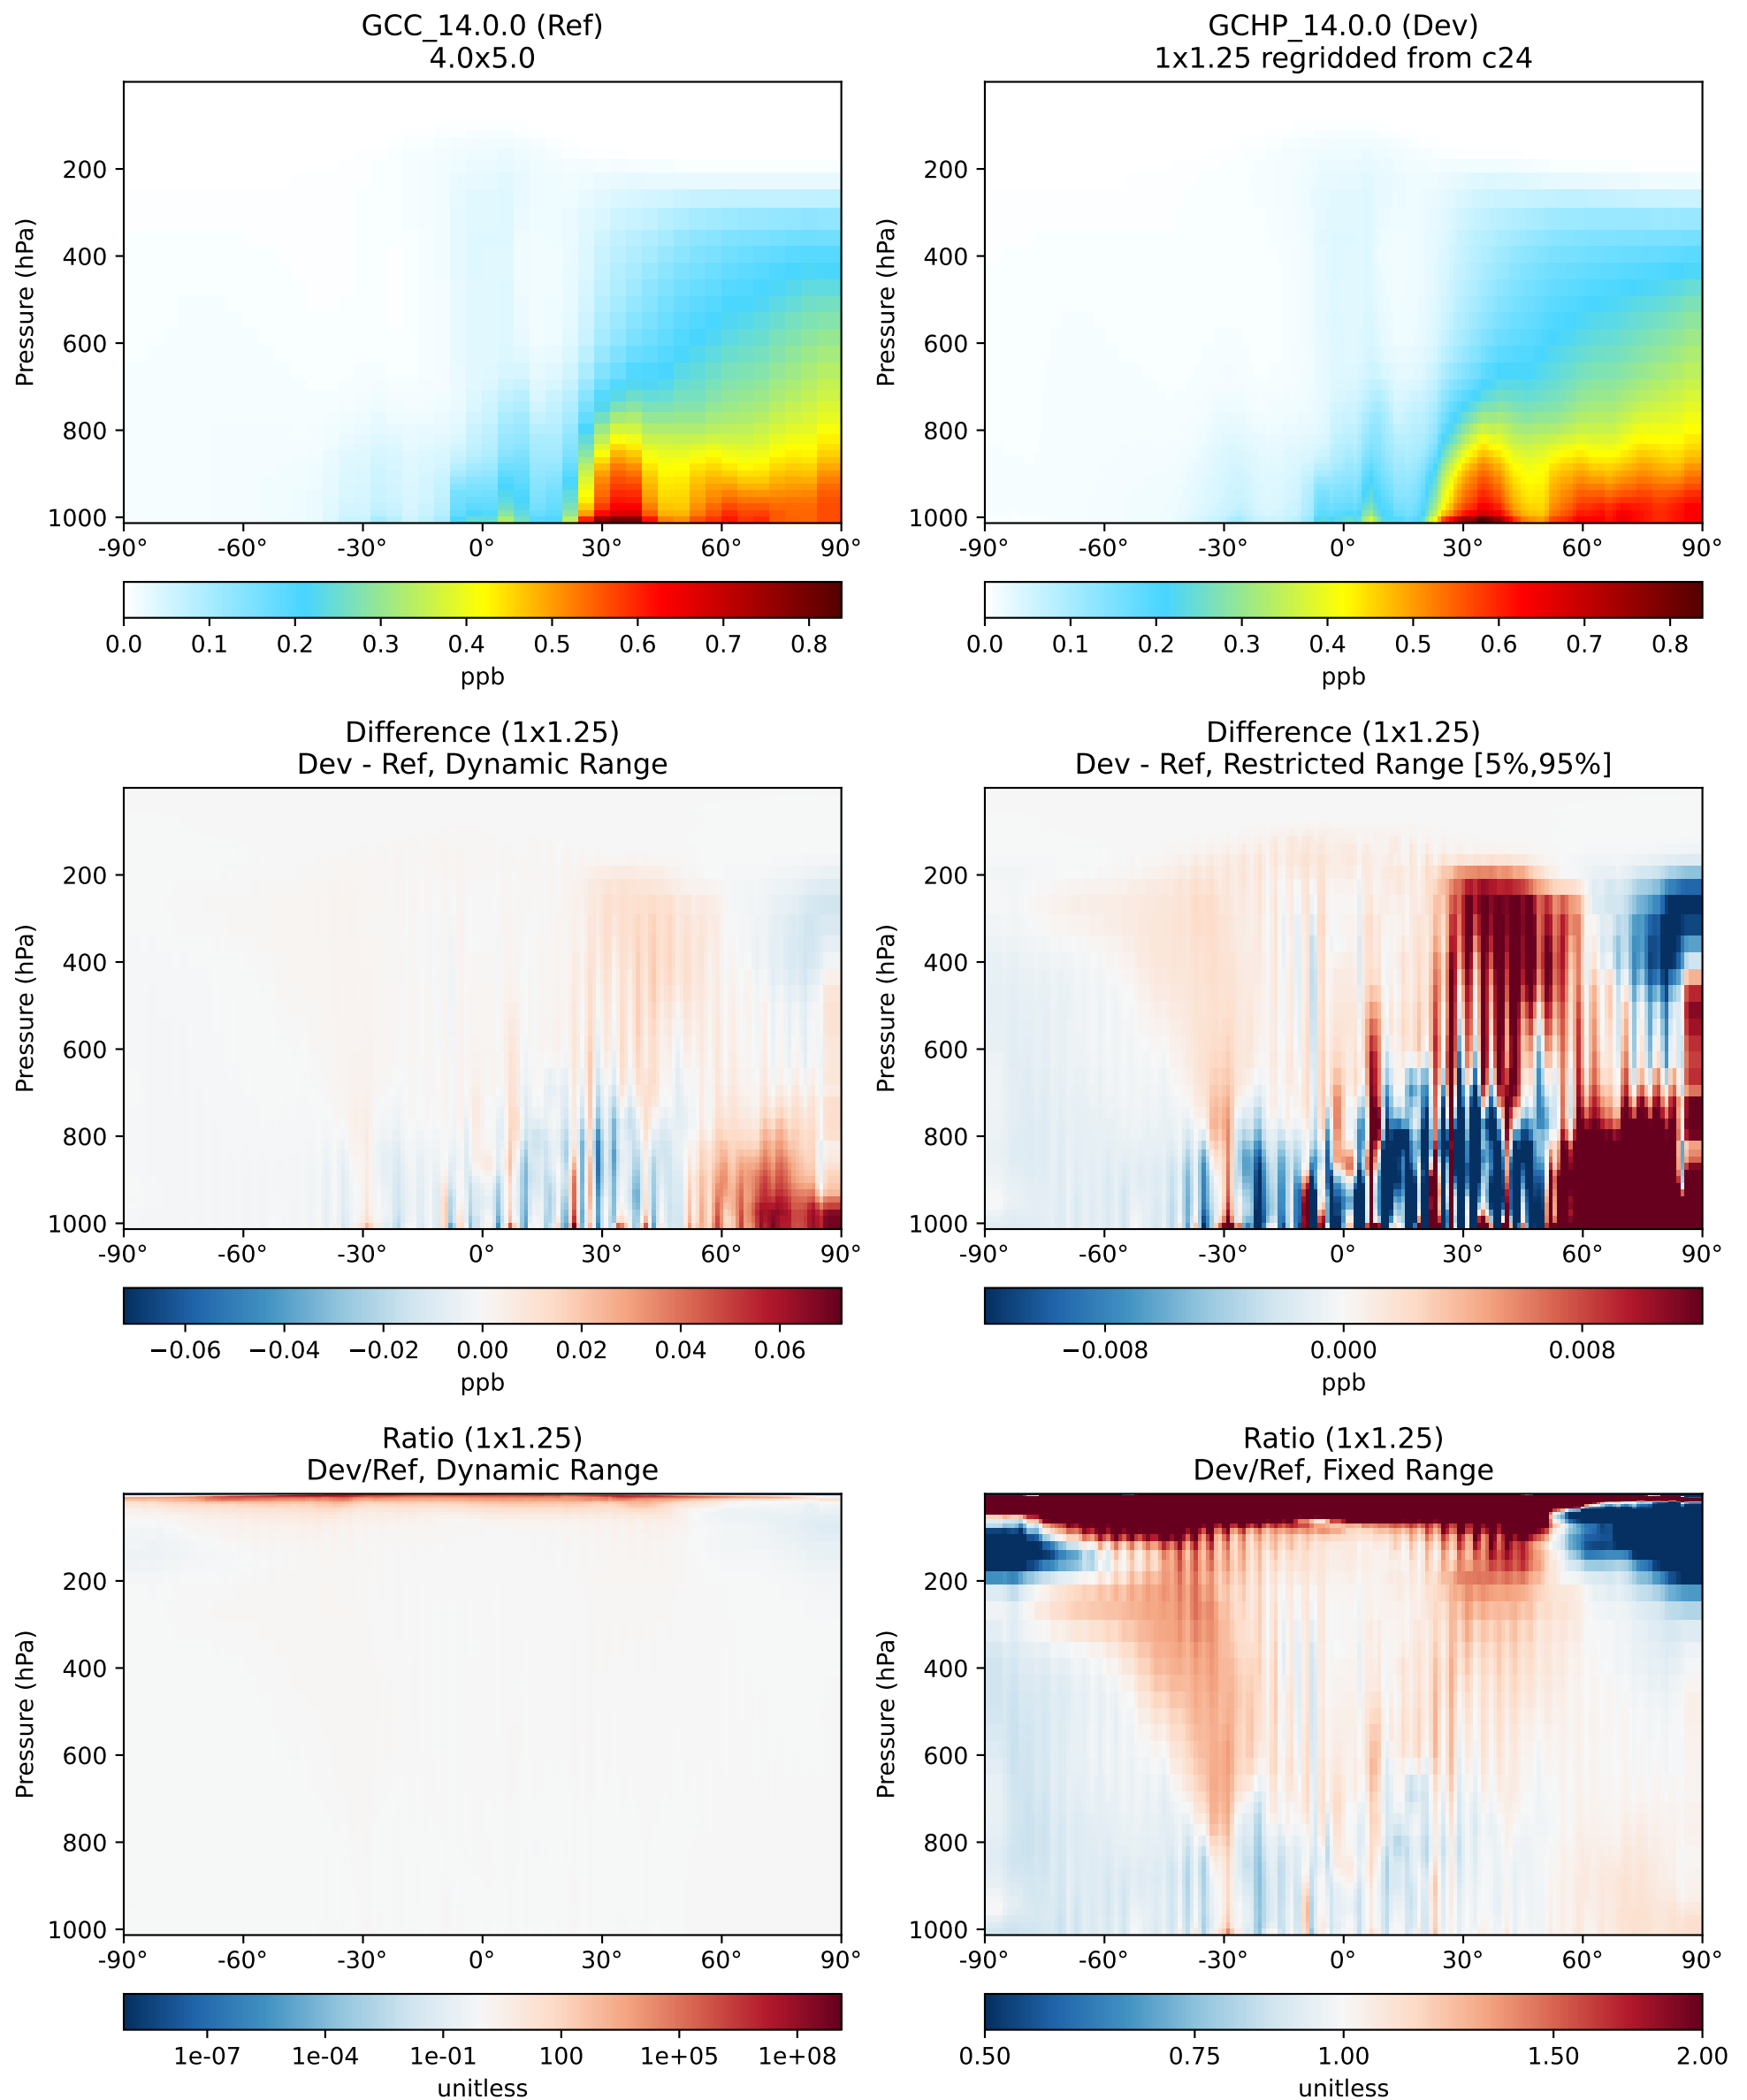 GCC_14.0.0 (Ref)
4.0x5.0
Pressure (hPa)
200
400
600
800
1000
-90° -60° -30° 0° 30° 60° 90°
0.0 0.1 0.2 0.3 0.4 0.5 0.6 0.7 0.8
ppb
GCHP_14.0.0 (Dev)
1x1.25 regridded from c24
Pressure (hPa)
200
400
600
800
1000
-90° -60° -30° 0° 30° 60° 90°
0.0 0.1 0.2 0.3 0.4 0.5 0.6 0.7 0.8
ppb
Difference (1x1.25)
Dev - Ref, Dynamic Range
Pressure (hPa)
200
400
600
800
1000
-90° -60° -30° 0° 30° 60° 90°
−0.06 −0.04 −0.02 0.00 0.02 0.04 0.06
ppb
Difference (1x1.25)
Dev - Ref, Restricted Range [5%,95%]
Pressure (hPa)
200
400
600
800
1000
-90° -60° -30° 0° 30° 60° 90°
−0.008 0.000 0.008
ppb
Ratio (1x1.25)
Dev/Ref, Dynamic Range
Pressure (hPa)
200
400
600
800
1000
-90° -60° -30° 0° 30° 60° 90°
1e-07 1e-04 1e-01 100 1e+05 1e+08
unitless
Ratio (1x1.25)
Dev/Ref, Fixed Range
Pressure (hPa)
200
400
600
800
1000
-90° -60° -30° 0° 30° 60° 90°
0.50 0.75 1.00 1.50 2.00
unitless